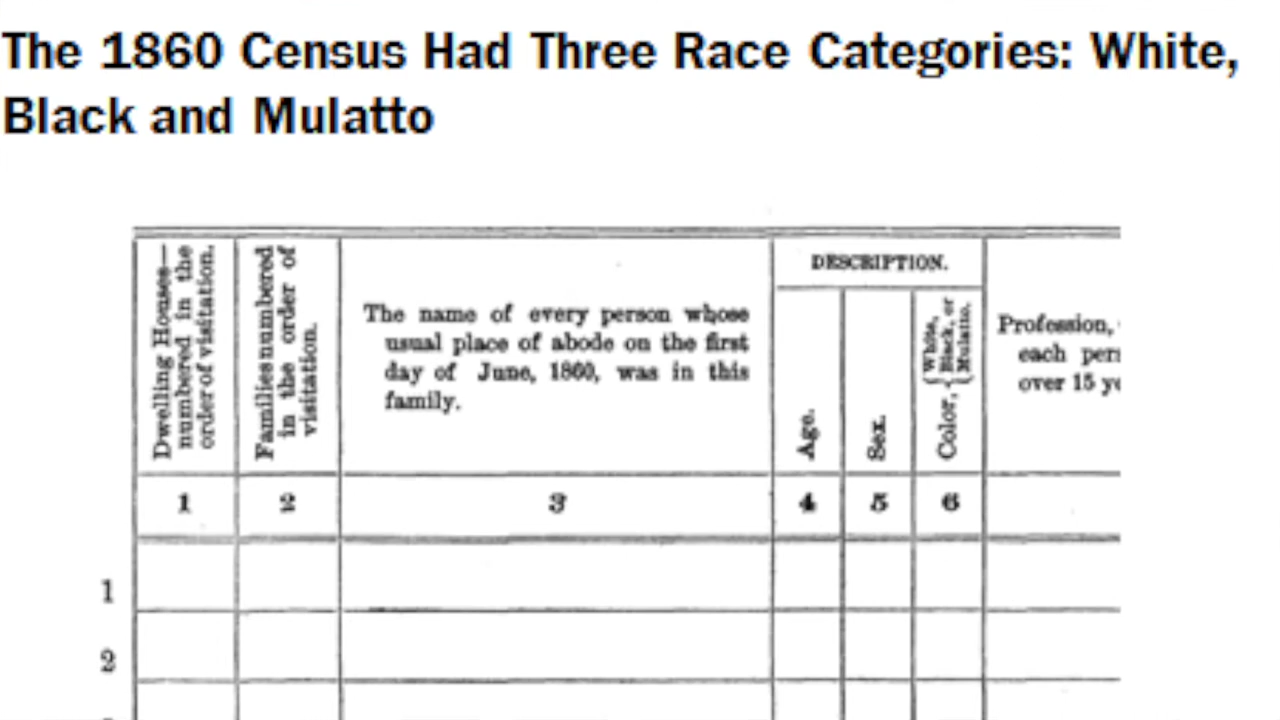 The 1860 Census Had Three Race Categories: White,
Black and Mulatto
Dwelling Houses—
numbered in the
order of visitation.
Families numbered
in the order of
visitation.
The name of every person whose
usual place of abode on the first
day of June, 1860, was in this
family.
DESCRIPTION.
Age.
Sex.
Color, { White,
Black, or
Mulatto.
Profession,
each pers
over 15 ye
1 2 3 4 5 6
1
2